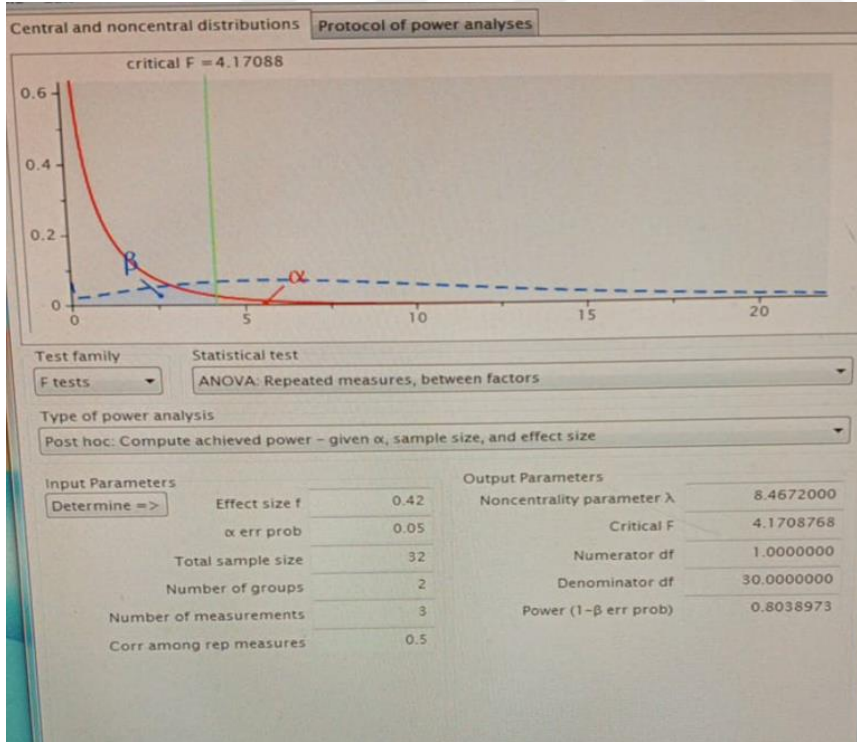 Central and noncentral distributions Protocol of power analyses
critical F = 4.17088
0.6
0.4
0.2
β α
0
0 5 10 15 20
Test family Statistical test
F tests ANOVA: Repeated measures, between factors
Type of power analysis
Post hoc: Compute achieved power – given α, sample size, and effect size
Input Parameters Output Parameters
Determine => Effect size f 0.42 Noncentrality parameter λ 8.4672000
α err prob 0.05 Critical F 4.1708768
Total sample size 32 Numerator df 1.0000000
Number of groups 2 Denominator df 30.0000000
Number of measurements 3 Power (1-β err prob) 0.8038973
Corr among rep measures 0.5